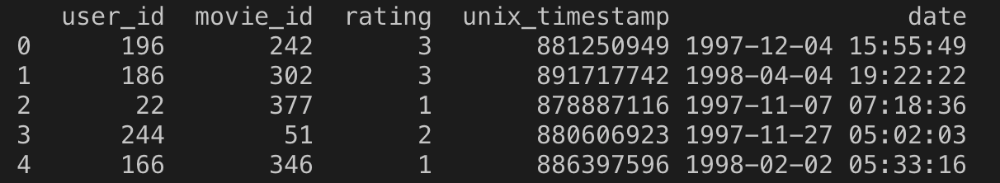 user_id movie_id rating unix_timestamp date
0 196 242 3 881250949 1997-12-04 15:55:49
1 186 302 3 891717742 1998-04-04 19:22:22
2 22 377 1 878887116 1997-11-07 07:18:36
3 244 51 2 880606923 1997-11-27 05:02:03
4 166 346 1 886397596 1998-02-02 05:33:16